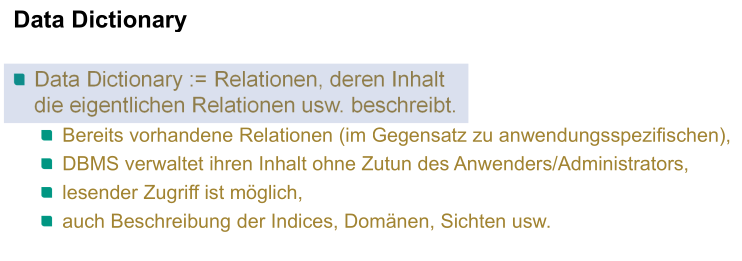 Data Dictionary
Data Dictionary := Relationen, deren Inhalt
die eigentlichen Relationen usw. beschreibt.
Bereits vorhandene Relationen (im Gegensatz zu anwendungsspezifischen),
DBMS verwaltet ihren Inhalt ohne Zutun des Anwenders/Administrators,
lesender Zugriff ist möglich,
auch Beschreibung der Indices, Domänen, Sichten usw.